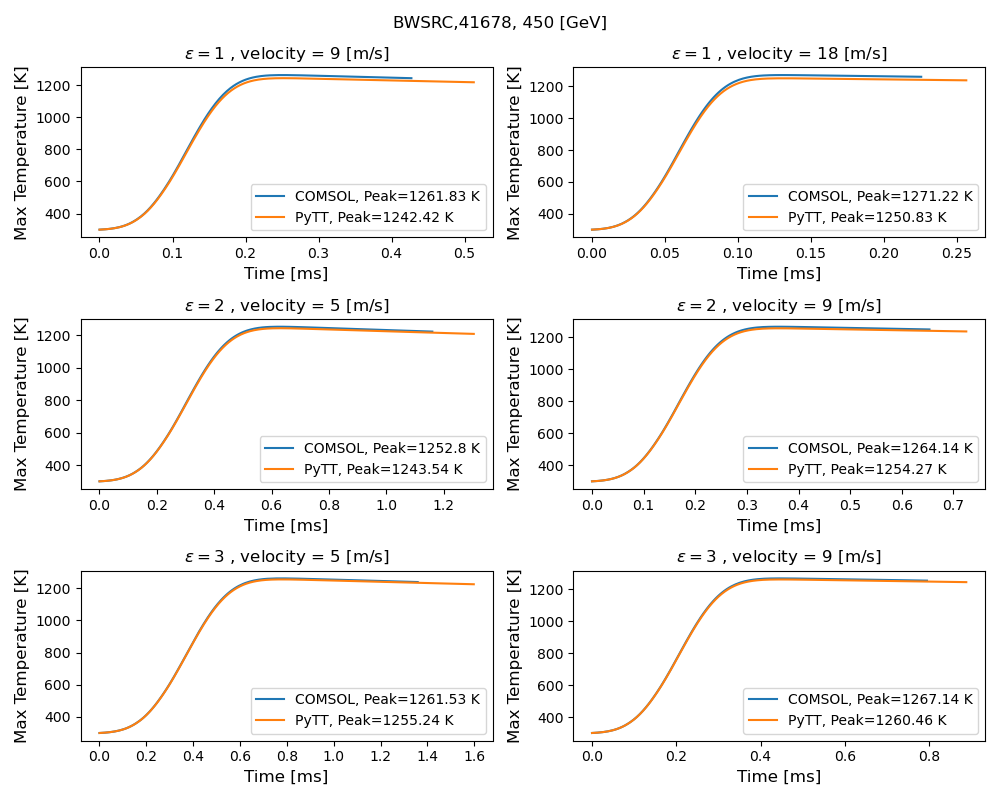 BWSRC,41678, 450 [GeV]
ε = 1 , velocity = 9 [m/s]
Max Temperature [K]
1200
1000
800
600
400
COMSOL, Peak=1261.83 K
PyTT, Peak=1242.42 K
0.0 0.1 0.2 0.3 0.4 0.5
Time [ms]
ε = 1 , velocity = 18 [m/s]
Max Temperature [K]
1200
1000
800
600
400
COMSOL, Peak=1271.22 K
PyTT, Peak=1250.83 K
0.00 0.05 0.10 0.15 0.20 0.25
Time [ms]
ε = 2 , velocity = 5 [m/s]
Max Temperature [K]
1200
1000
800
600
400
COMSOL, Peak=1252.8 K
PyTT, Peak=1243.54 K
0.0 0.2 0.4 0.6 0.8 1.0 1.2
Time [ms]
ε = 2 , velocity = 9 [m/s]
Max Temperature [K]
1200
1000
800
600
400
COMSOL, Peak=1264.14 K
PyTT, Peak=1254.27 K
0.0 0.1 0.2 0.3 0.4 0.5 0.6 0.7
Time [ms]
ε = 3 , velocity = 5 [m/s]
Max Temperature [K]
1200
1000
800
600
400
COMSOL, Peak=1261.53 K
PyTT, Peak=1255.24 K
0.0 0.2 0.4 0.6 0.8 1.0 1.2 1.4 1.6
Time [ms]
ε = 3 , velocity = 9 [m/s]
Max Temperature [K]
1200
1000
800
600
400
COMSOL, Peak=1267.14 K
PyTT, Peak=1260.46 K
0.0 0.2 0.4 0.6 0.8
Time [ms]